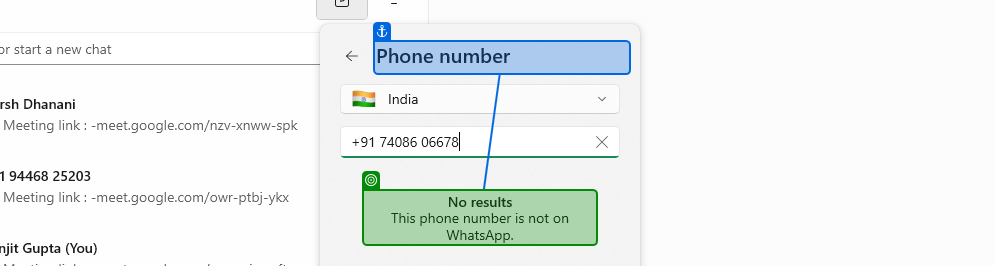 or start a new chat
Phone number
India
+91 74086 06678
rsh Dhanani
Meeting link : -meet.google.com/nzv-xnww-spk
1 94468 25203
Meeting link : -meet.google.com/owr-ptbj-ykx
No results
This phone number is not on
WhatsApp.
njit Gupta (You)